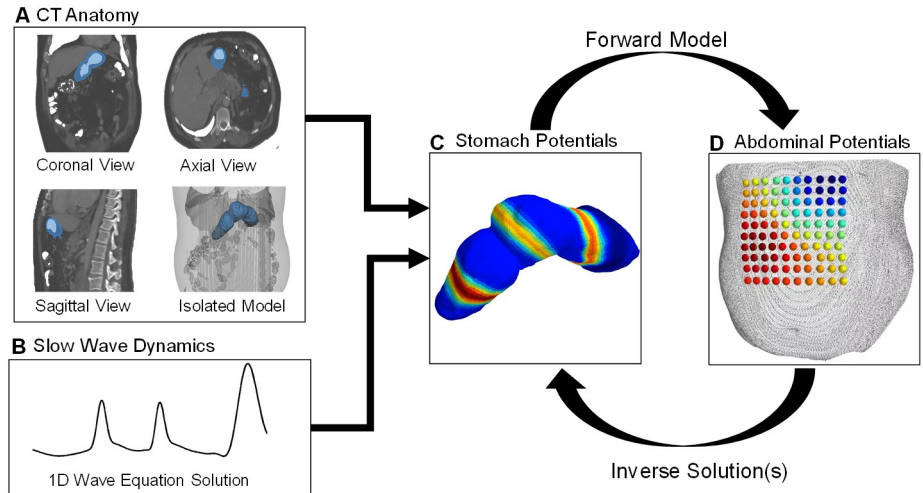 A CT Anatomy
Coronal View
Axial View
Sagittal View
Isolated Model
B Slow Wave Dynamics
1D Wave Equation Solution
Forward Model
C Stomach Potentials
D Abdominal Potentials
Inverse Solution(s)